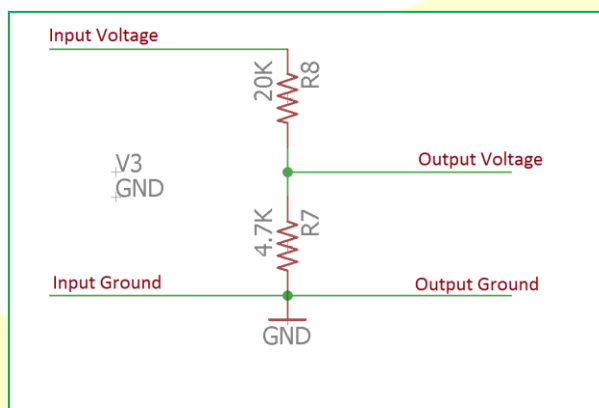 Input Voltage
20K
R8
V3
GND
Output Voltage
4.7K
R7
Input Ground
Output Ground
GND